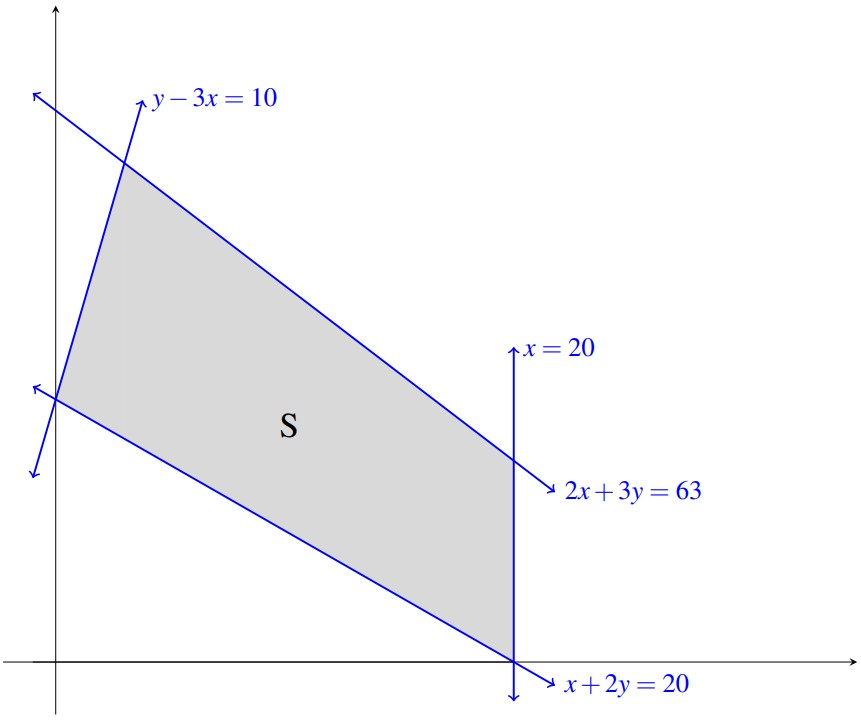 y − 3x = 10
x = 20
S
2x + 3y = 63
x + 2y = 20